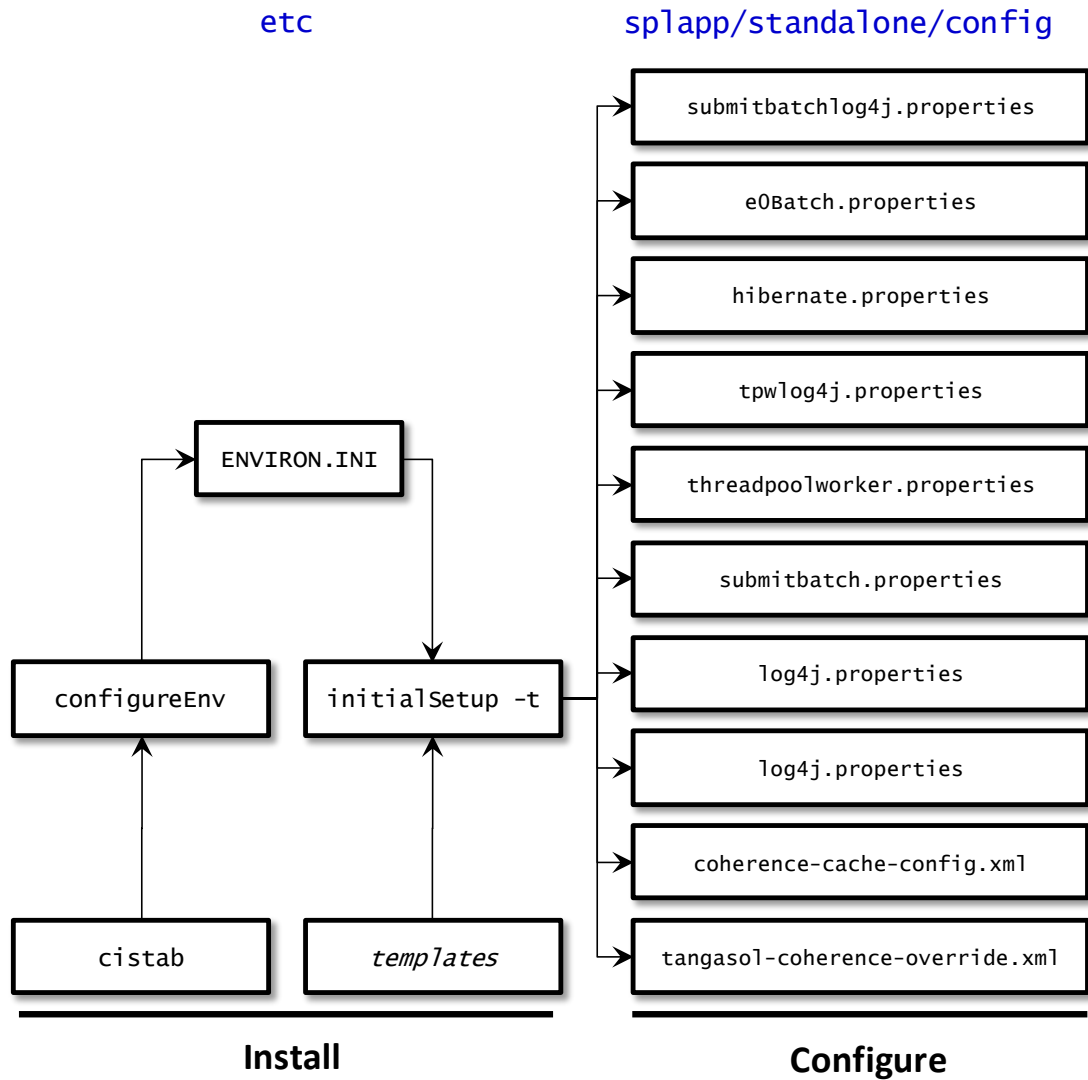 etc
splapp/standalone/config
submitbatchlog4j.properties
e0Batch.properties
hibernate.properties
tpwlog4j.properties
ENVIRON.INI
threadpoolworker.properties
submitbatch.properties
configureEnv
initialSetup -t
log4j.properties
log4j.properties
coherence-cache-config.xml
cistab
templates
tangasol-coherence-override.xml
Install
Configure